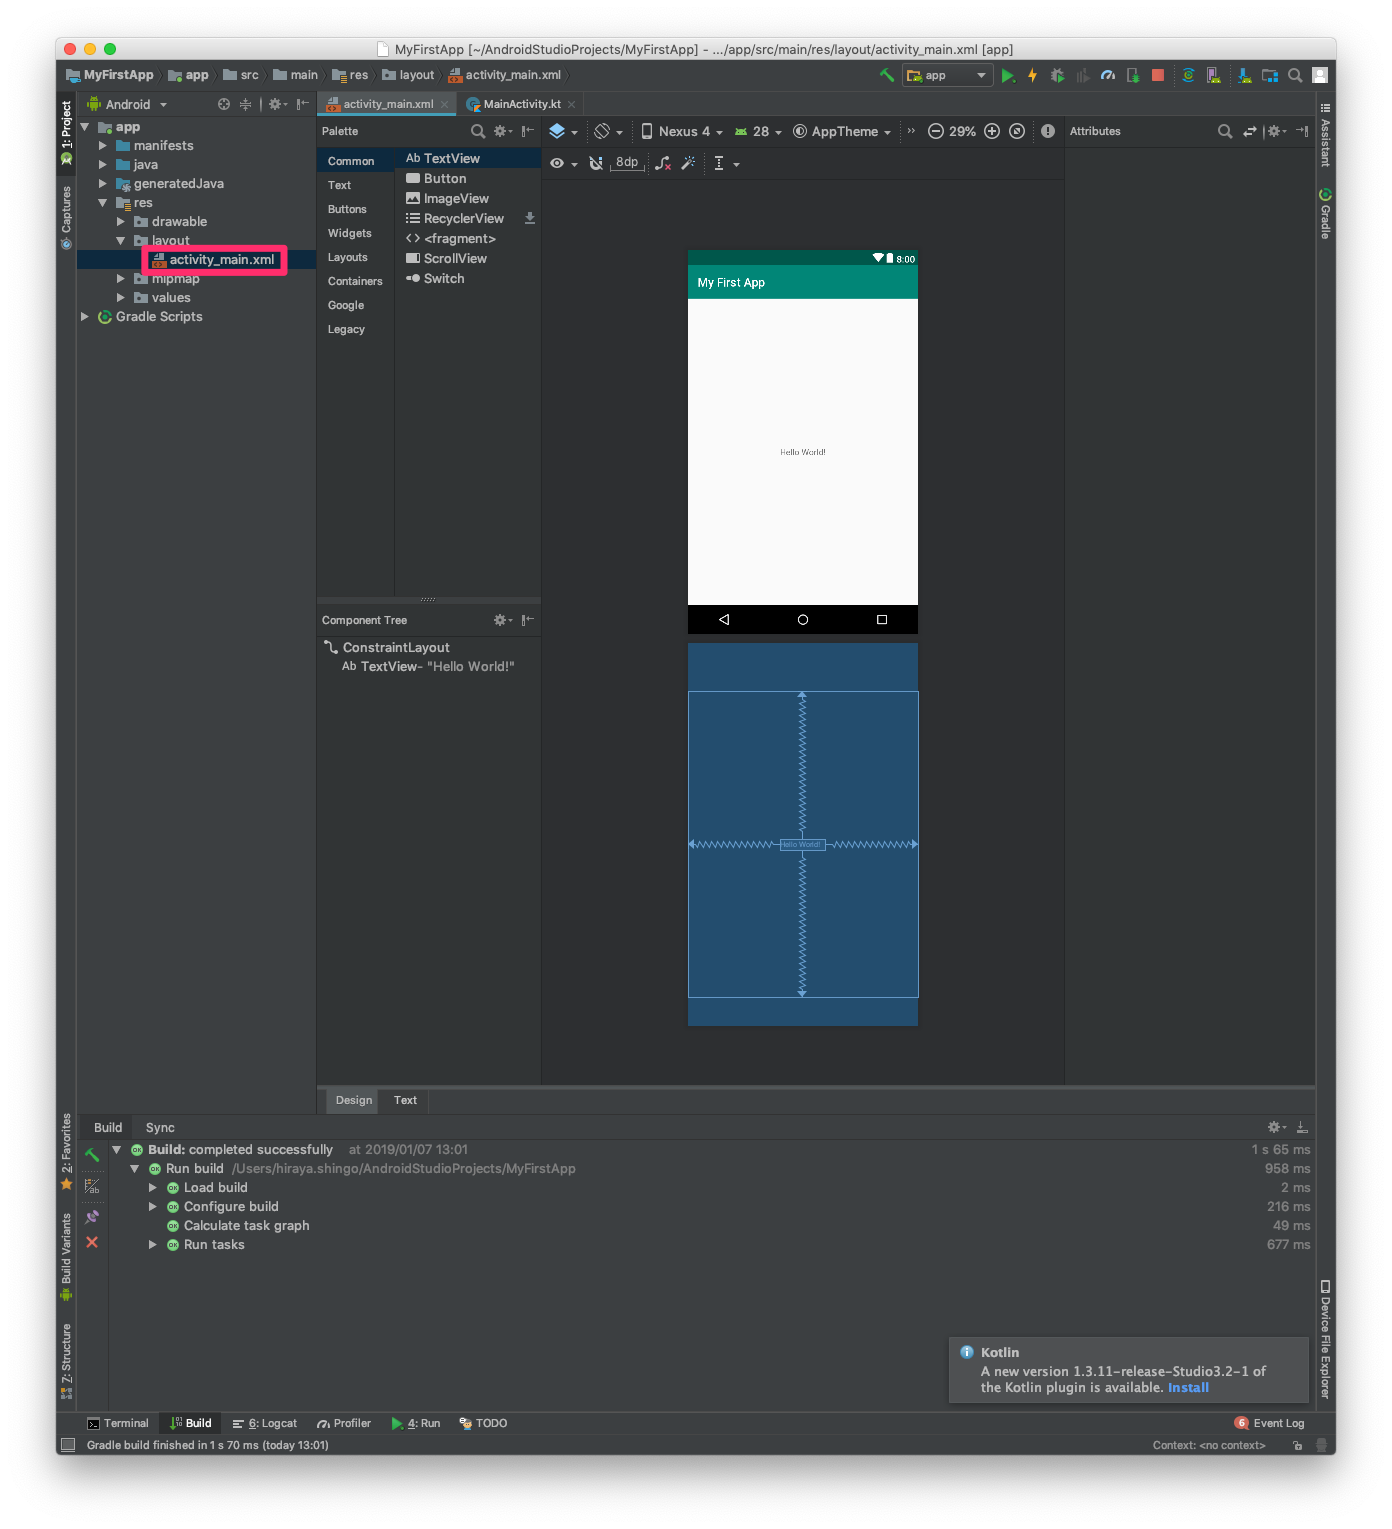 MyFirstApp [~/AndroidStudioProjects/MyFirstApp] - .../app/src/main/res/layout/activity_main.xml [app]
MyFirstApp app src main res layout activity_main.xml app
1: Project
Captures
2: Favorites
Build Variants
Z: Structure
Android
app
manifests
java
generatedJava
res
drawable
layout
activity_main.xml
mipmap
values
Gradle Scripts
activity_main.xml MainActivity.kt
Palette
Common
Text
Buttons
Widgets
Layouts
Containers
Google
Legacy
Ab TextView
Button
ImageView
RecyclerView
<> <fragment>
ScrollView
Switch
Component Tree
ConstraintLayout
Ab TextView- "Hello World!"
Nexus 4 28 AppTheme » 29%
8dp
8:00
My First App
Hello World!
Hello World!
Design Text
Attributes
Assistant
Gradle
Device File Explorer
Build Sync
Build: completed successfully at 2019/01/07 13:01 1 s 65 ms
Run build /Users/hiraya.shingo/AndroidStudioProjects/MyFirstApp 958 ms
Load build 2 ms
Configure build 216 ms
Calculate task graph 49 ms
Run tasks 677 ms
Kotlin
A new version 1.3.11-release-Studio3.2-1 of
the Kotlin plugin is available. Install
Terminal Build 6: Logcat Profiler 4: Run TODO 6 Event Log
Gradle build finished in 1 s 70 ms (today 13:01) Context: <no context>